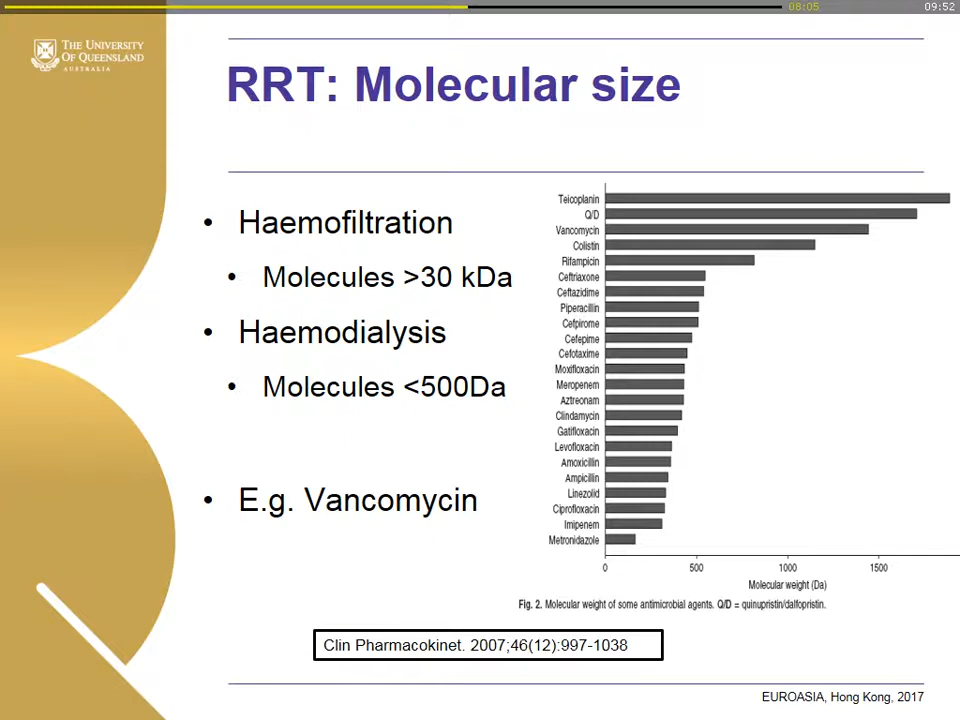 08:05
09:52
THE UNIVERSITY
OF QUEENSLAND
AUSTRALIA
RRT: Molecular size
• Haemofiltration
• Molecules >30 kDa
• Haemodialysis
• Molecules <500Da
• E.g. Vancomycin
Teicoplanin
Q/D
Vancomycin
Colistin
Rifampicin
Ceftriaxone
Ceftazidime
Piperacillin
Cefpirome
Cefepime
Cefotaxime
Moxifloxacin
Meropenem
Aztreonam
Clindamycin
Gatifloxacin
Levofloxacin
Amoxicillin
Ampicillin
Linezolid
Ciprofloxacin
Imipenem
Metronidazole
0 500 1000 1500
Molecular weight (Da)
Fig. 2. Molecular weight of some antimicrobial agents. Q/D = quinupristin/dalfopristin.
Clin Pharmacokinet. 2007;46(12):997-1038
EUROASIA, Hong Kong, 2017